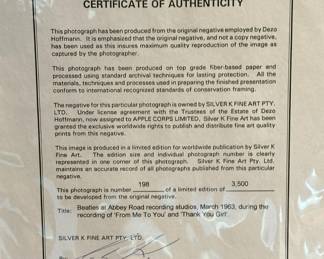 CERTIFICATE OF AUTHENTICITY
This photograph has been produced from the original negative employed by Dezo
Hoffmann. It is emphasized that the original negative, and not a copy negative,
has been used as this insures maximum quality reproduction of the image as
captured by the photographer.
This photograph has been produced on top grade fiber-based paper and
processed using standard archival techniques for lasting protection. All the
materials, techniques and processes used in preparing the finished presentation
conform to international recognized standards of conservation framing.
The negative for this particular photograph is owned by SILVER K FINE ART PTY.
LTD. Under license agreement with the Trustees of the Estate of Dezo
Hoffmann, now assigned to APPLE CORPS LIMITED, Silver K Fine Art has been
granted the exclusive worldwide rights to publish and distribute fine art quality
prints from this negative.
This image is produced in a limited edition for worldwide publication by Silver K
Fine Art. The edition size and individual photograph number is clearly
represented in one corner of this photograph. Silver K Fine Art Pty. Ltd.
maintains an accurate record of all photographs published from this particular
negative.
This photograph is number 198 of a limited edition of 3,500
to be developed from the original negative.
Title: Beatles at Abbey Road recording studios, March 1963, during the
recording of 'From Me To You' and 'Thank You Girl'.
SILVER K FINE ART PTY. LTD.